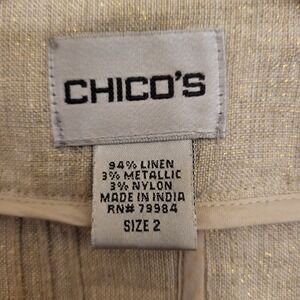 CHICO'S
94% LINEN
3% METALLIC
3% NYLON
MADE IN INDIA
RN# 79984
SIZE 2